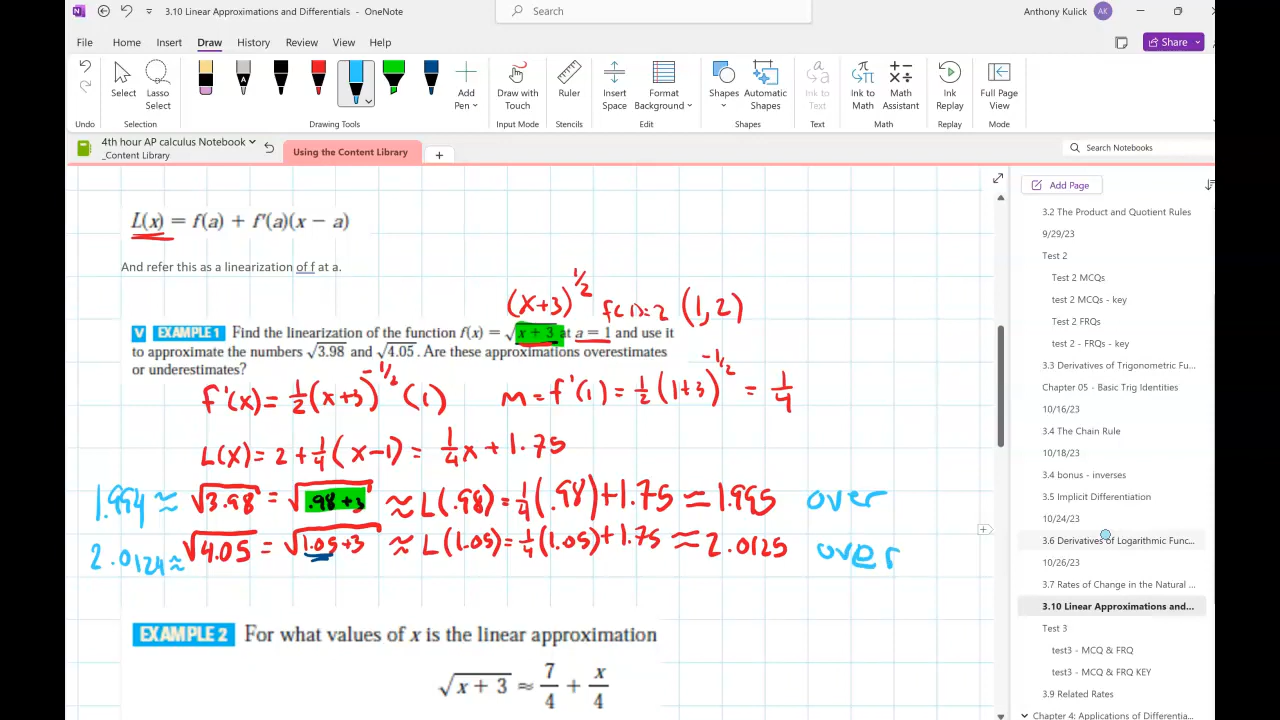 3.10 Linear Approximations and Differentials - OneNote
Search
Anthony Kulick AK
File Home Insert Draw History Review View Help
Share
Select
Lasso Select
Add Pen
Draw with Touch
Ruler
Insert Space
Format Background
Shapes
Automatic Shapes
Ink to Text
Ink to Math
Math Assistant
Ink Replay
Full Page View
Undo
Selection
Drawing Tools
Input Mode
Stencils
Edit
Shapes
Text
Math
Replay
Mode
4th hour AP calculus Notebook
_Content Library
Using the Content Library
+
Search Notebooks
Add Page
L(x) = f(a) + f'(a)(x − a)
And refer this as a linearization of f at a.
(x+3)^1/2 f(1)=2 (1,2)
V EXAMPLE 1 Find the linearization of the function f(x) = √x + 3 at a = 1 and use it
to approximate the numbers √3.98 and √4.05. Are these approximations overestimates
or underestimates?
f'(x) = 1/2 (x+3)^-1/2 (1) m = f'(1) = 1/2 (1+3)^-1/2 = 1/4
L(x) = 2 + 1/4 (x−1) = 1/4 x + 1.75
1.994 ≈ √3.98 = √.98+3 ≈ L(.98) = 1/4 (.98) + 1.75 ≈ 1.995 over
2.0124 ≈ √4.05 = √1.05+3 ≈ L(1.05) = 1/4 (1.05) + 1.75 ≈ 2.0125 over
EXAMPLE 2 For what values of x is the linear approximation
√x + 3 ≈ 7/4 + x/4
3.2 The Product and Quotient Rules
9/29/23
Test 2
Test 2 MCQs
test 2 MCQs - key
Test 2 FRQs
test 2 - FRQs - key
3.3 Derivatives of Trigonometric Fu...
Chapter 05 - Basic Trig Identities
10/16/23
3.4 The Chain Rule
10/18/23
3.4 bonus - inverses
3.5 Implicit Differentiation
10/24/23
3.6 Derivatives of Logarithmic Func...
10/26/23
3.7 Rates of Change in the Natural ...
3.10 Linear Approximations and...
Test 3
test3 - MCQ & FRQ
test3 - MCQ & FRQ KEY
3.9 Related Rates
Chapter 4: Applications of Differentia...